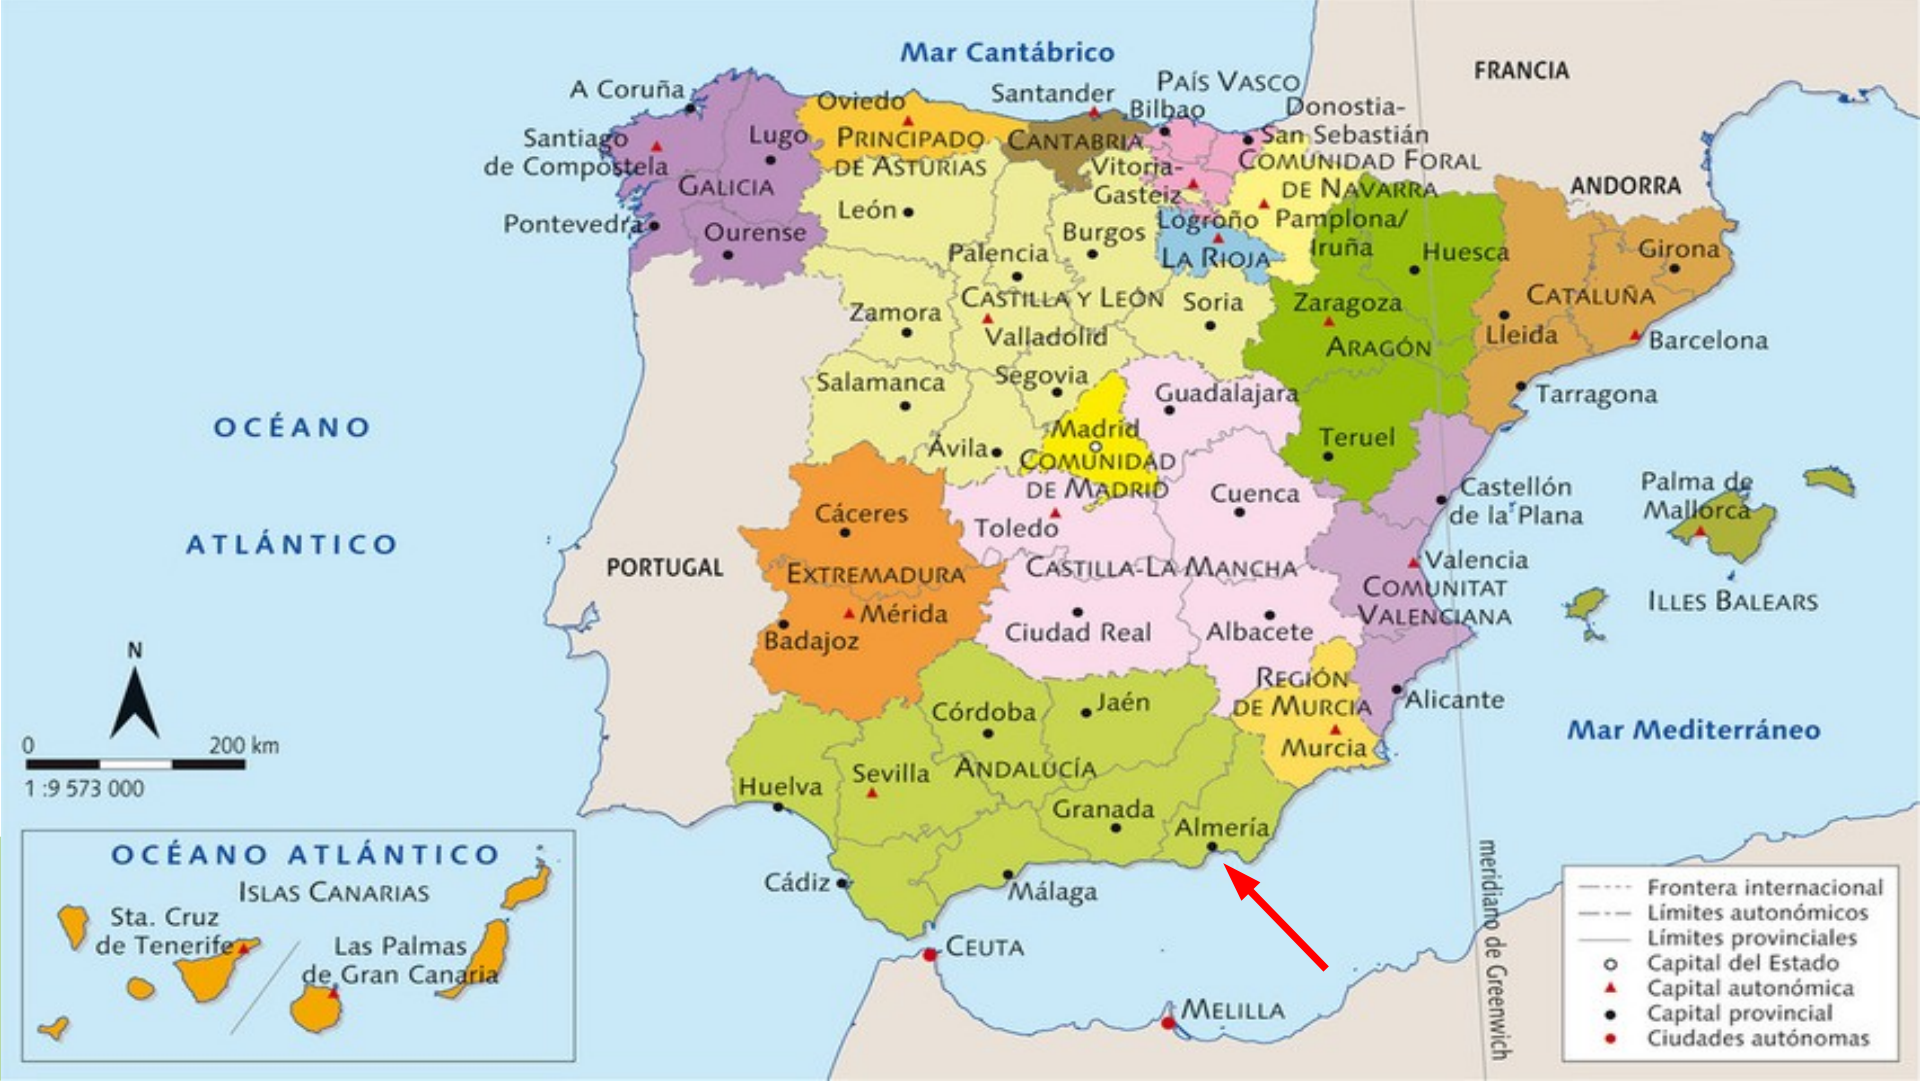 Mar Cantábrico
FRANCIA
A Coruña
Oviedo
Santander
PAÍS VASCO
Bilbao
Donostia-
San Sebastián
Santiago
de Compostela
Lugo
PRINCIPADO
DE ASTURIAS
CANTABRIA
Vitoria-
Gasteiz
COMUNIDAD FORAL
DE NAVARRA
ANDORRA
GALICIA
Pontevedra
Ourense
León
Palencia
Burgos
Logroño
LA RIOJA
Pamplona/
Iruña
Huesca
Girona
CATALUÑA
Zamora
CASTILLA Y LEÓN
Valladolid
Soria
Zaragoza
ARAGÓN
Lleida
Barcelona
Tarragona
Salamanca
Segovia
Guadalajara
Ávila
Madrid
COMUNIDAD
DE MADRID
Teruel
OCÉANO
ATLÁNTICO
Cáceres
Toledo
Cuenca
Castellón
de la Plana
Palma de
Mallorca
PORTUGAL
EXTREMADURA
CASTILLA-LA MANCHA
Valencia
COMUNITAT
VALENCIANA
ILLES BALEARS
Mérida
Badajoz
Ciudad Real
Albacete
N
REGIÓN
DE MURCIA
Murcia
Alicante
Mar Mediterráneo
Córdoba
Jaén
0 200 km
1 :9 573 000
Huelva
Sevilla
ANDALUCÍA
Granada
Almería
Cádiz
Málaga
CEUTA
MELILLA
meridiano de Greenwich
OCÉANO ATLÁNTICO
ISLAS CANARIAS
Sta. Cruz
de Tenerife
Las Palmas
de Gran Canaria
Frontera internacional
Límites autonómicos
Límites provinciales
Capital del Estado
Capital autonómica
Capital provincial
Ciudades autónomas